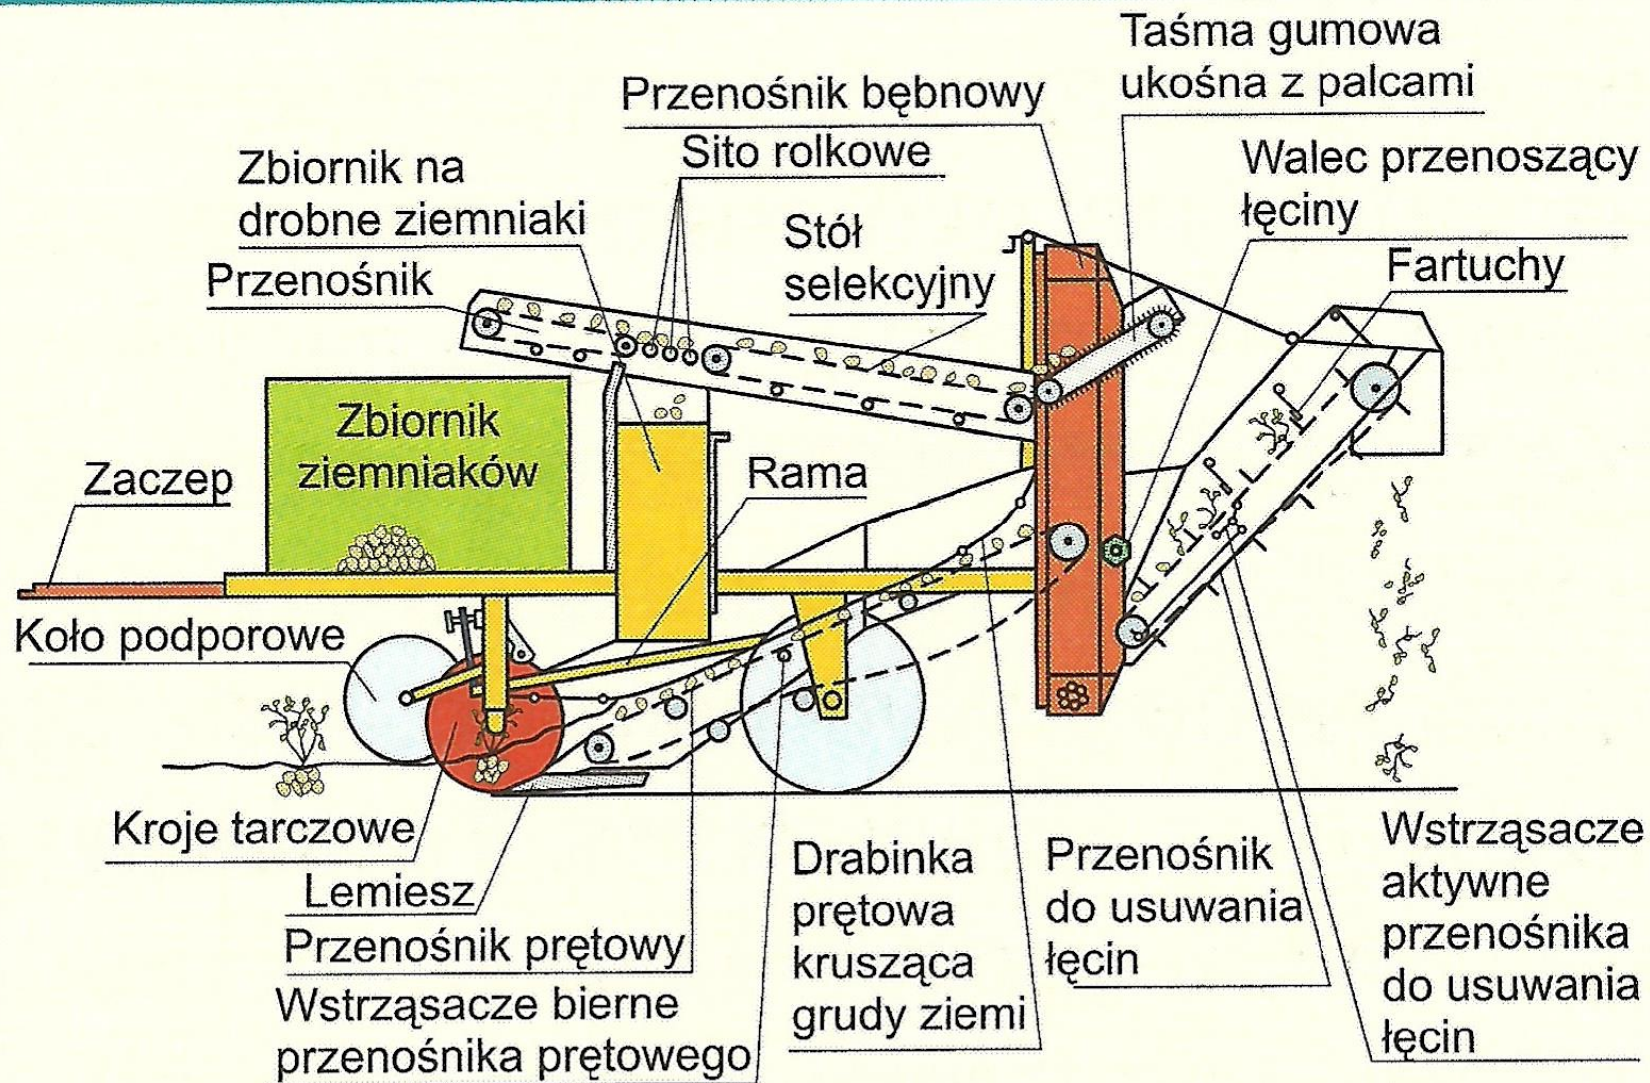 Taśma gumowa
ukośna z palcami
Przenośnik bębnowy
Sito rolkowe
Walec przenoszący
łęciny
Zbiornik na
drobne ziemniaki
Stół
selekcyjny
Fartuchy
Przenośnik
Zbiornik
ziemniaków
Zaczep
Rama
Koło podporowe
Kroje tarczowe
Lemiesz
Przenośnik prętowy
Wstrząsacze bierne
przenośnika prętowego
Drabinka
prętowa
krusząca
grudy ziemi
Przenośnik
do usuwania
łęcin
Wstrząsacze
aktywne
przenośnika
do usuwania
łęcin